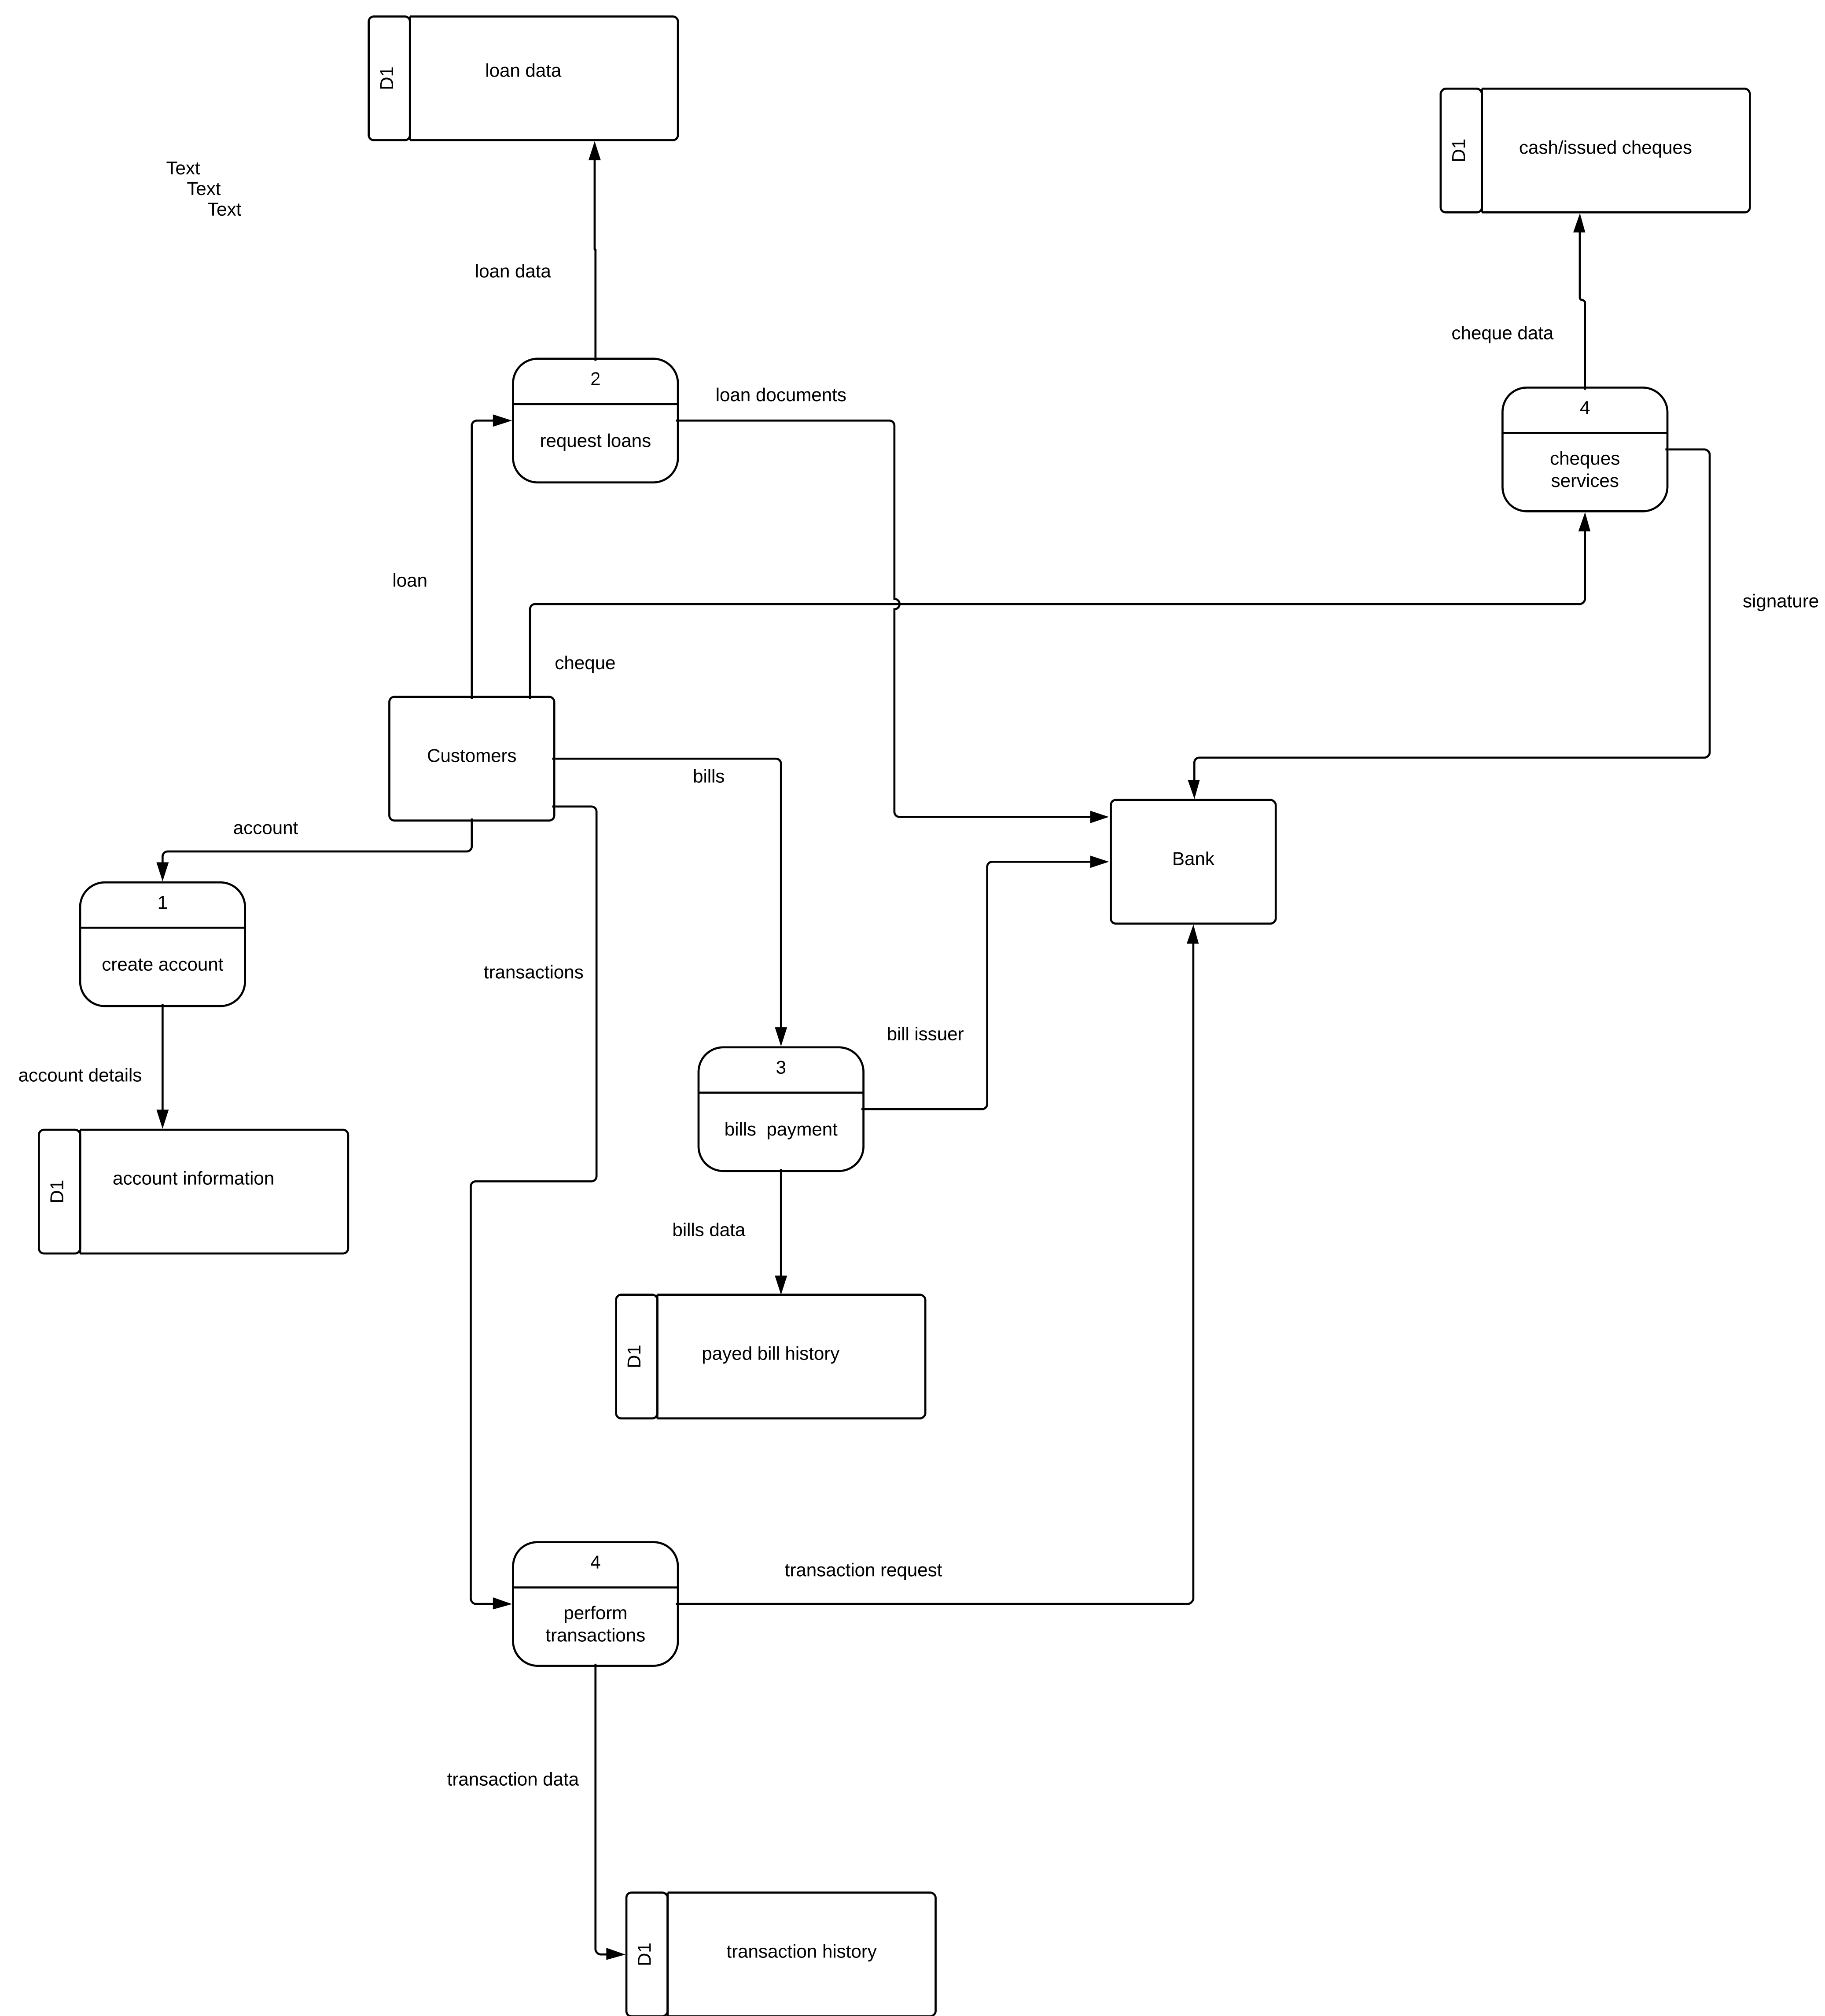 D1
loan data
D1
cash/issued cheques
Text
Text
Text
loan data
cheque data
2
request loans
loan documents
4
cheques
services
loan
signature
cheque
Customers
bills
account
Bank
1
create account
transactions
bill issuer
3
bills  payment
account details
D1
account information
bills data
D1
payed bill history
4
perform
transactions
transaction request
transaction data
D1
transaction history